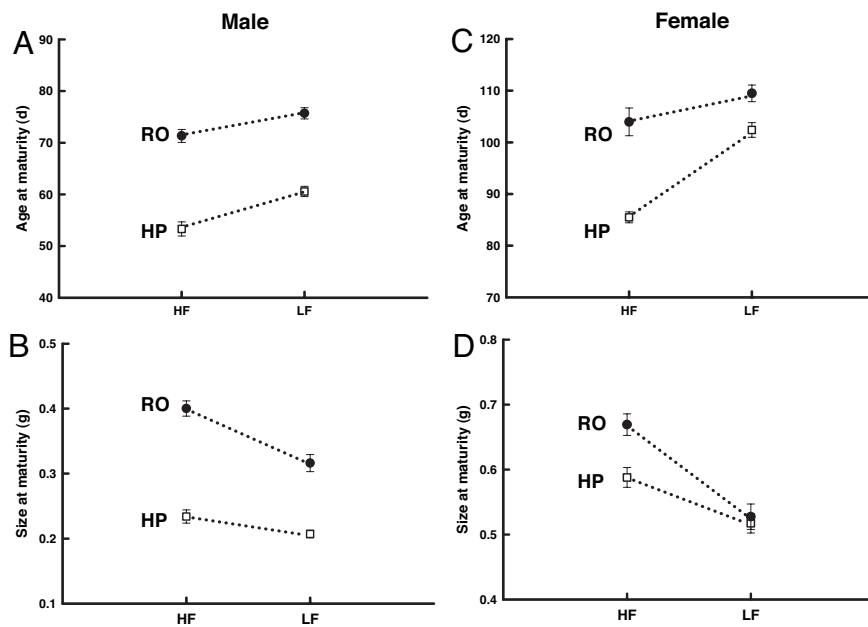 Male
A
Age at maturity (d)
90
80
70
60
50
40
RO
HP
HF
LF
B
Size at maturity (g)
0.5
0.4
0.3
0.2
0.1
RO
HP
HF
LF
Female
C
Age at maturity (d)
120
110
100
90
80
70
RO
HP
HF
LF
D
Size at maturity (g)
0.8
0.7
0.6
0.5
0.4
RO
HP
HF
LF